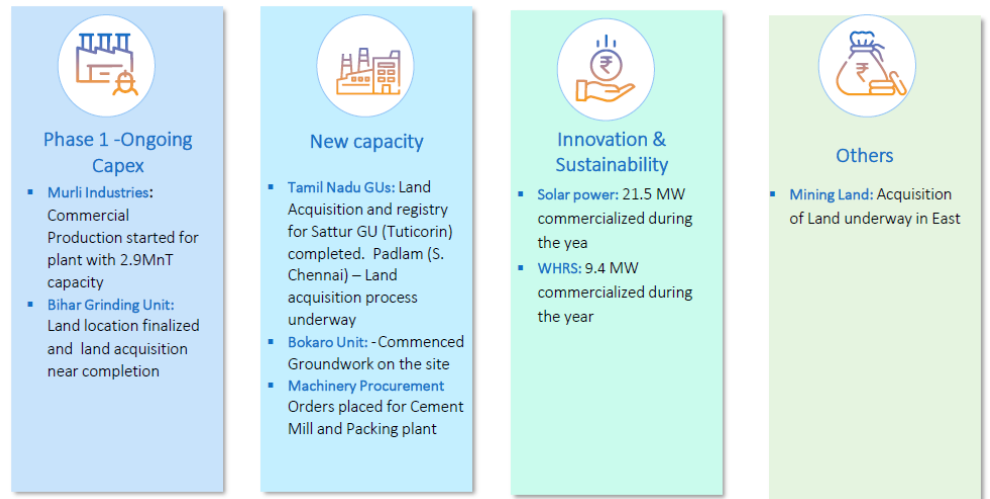 Phase 1 -Ongoing
Capex
▪ Murli Industries:
Commercial
Production started for
plant with 2.9MnT
capacity
▪ Bihar Grinding Unit:
Land location finalized
and land acquisition
near completion
New capacity
▪ Tamil Nadu GUs: Land
Acquisition and registry
for Sattur GU (Tuticorin)
completed. Padlam (S.
Chennai) – Land
acquisition process
underway
▪ Bokaro Unit: -Commenced
Groundwork on the site
▪ Machinery Procurement
Orders placed for Cement
Mill and Packing plant
₹
Innovation &
Sustainability
▪ Solar power: 21.5 MW
commercialized during
the yea
▪ WHRS: 9.4 MW
commercialized during
the year
₹
Others
▪ Mining Land: Acquisition
of Land underway in East